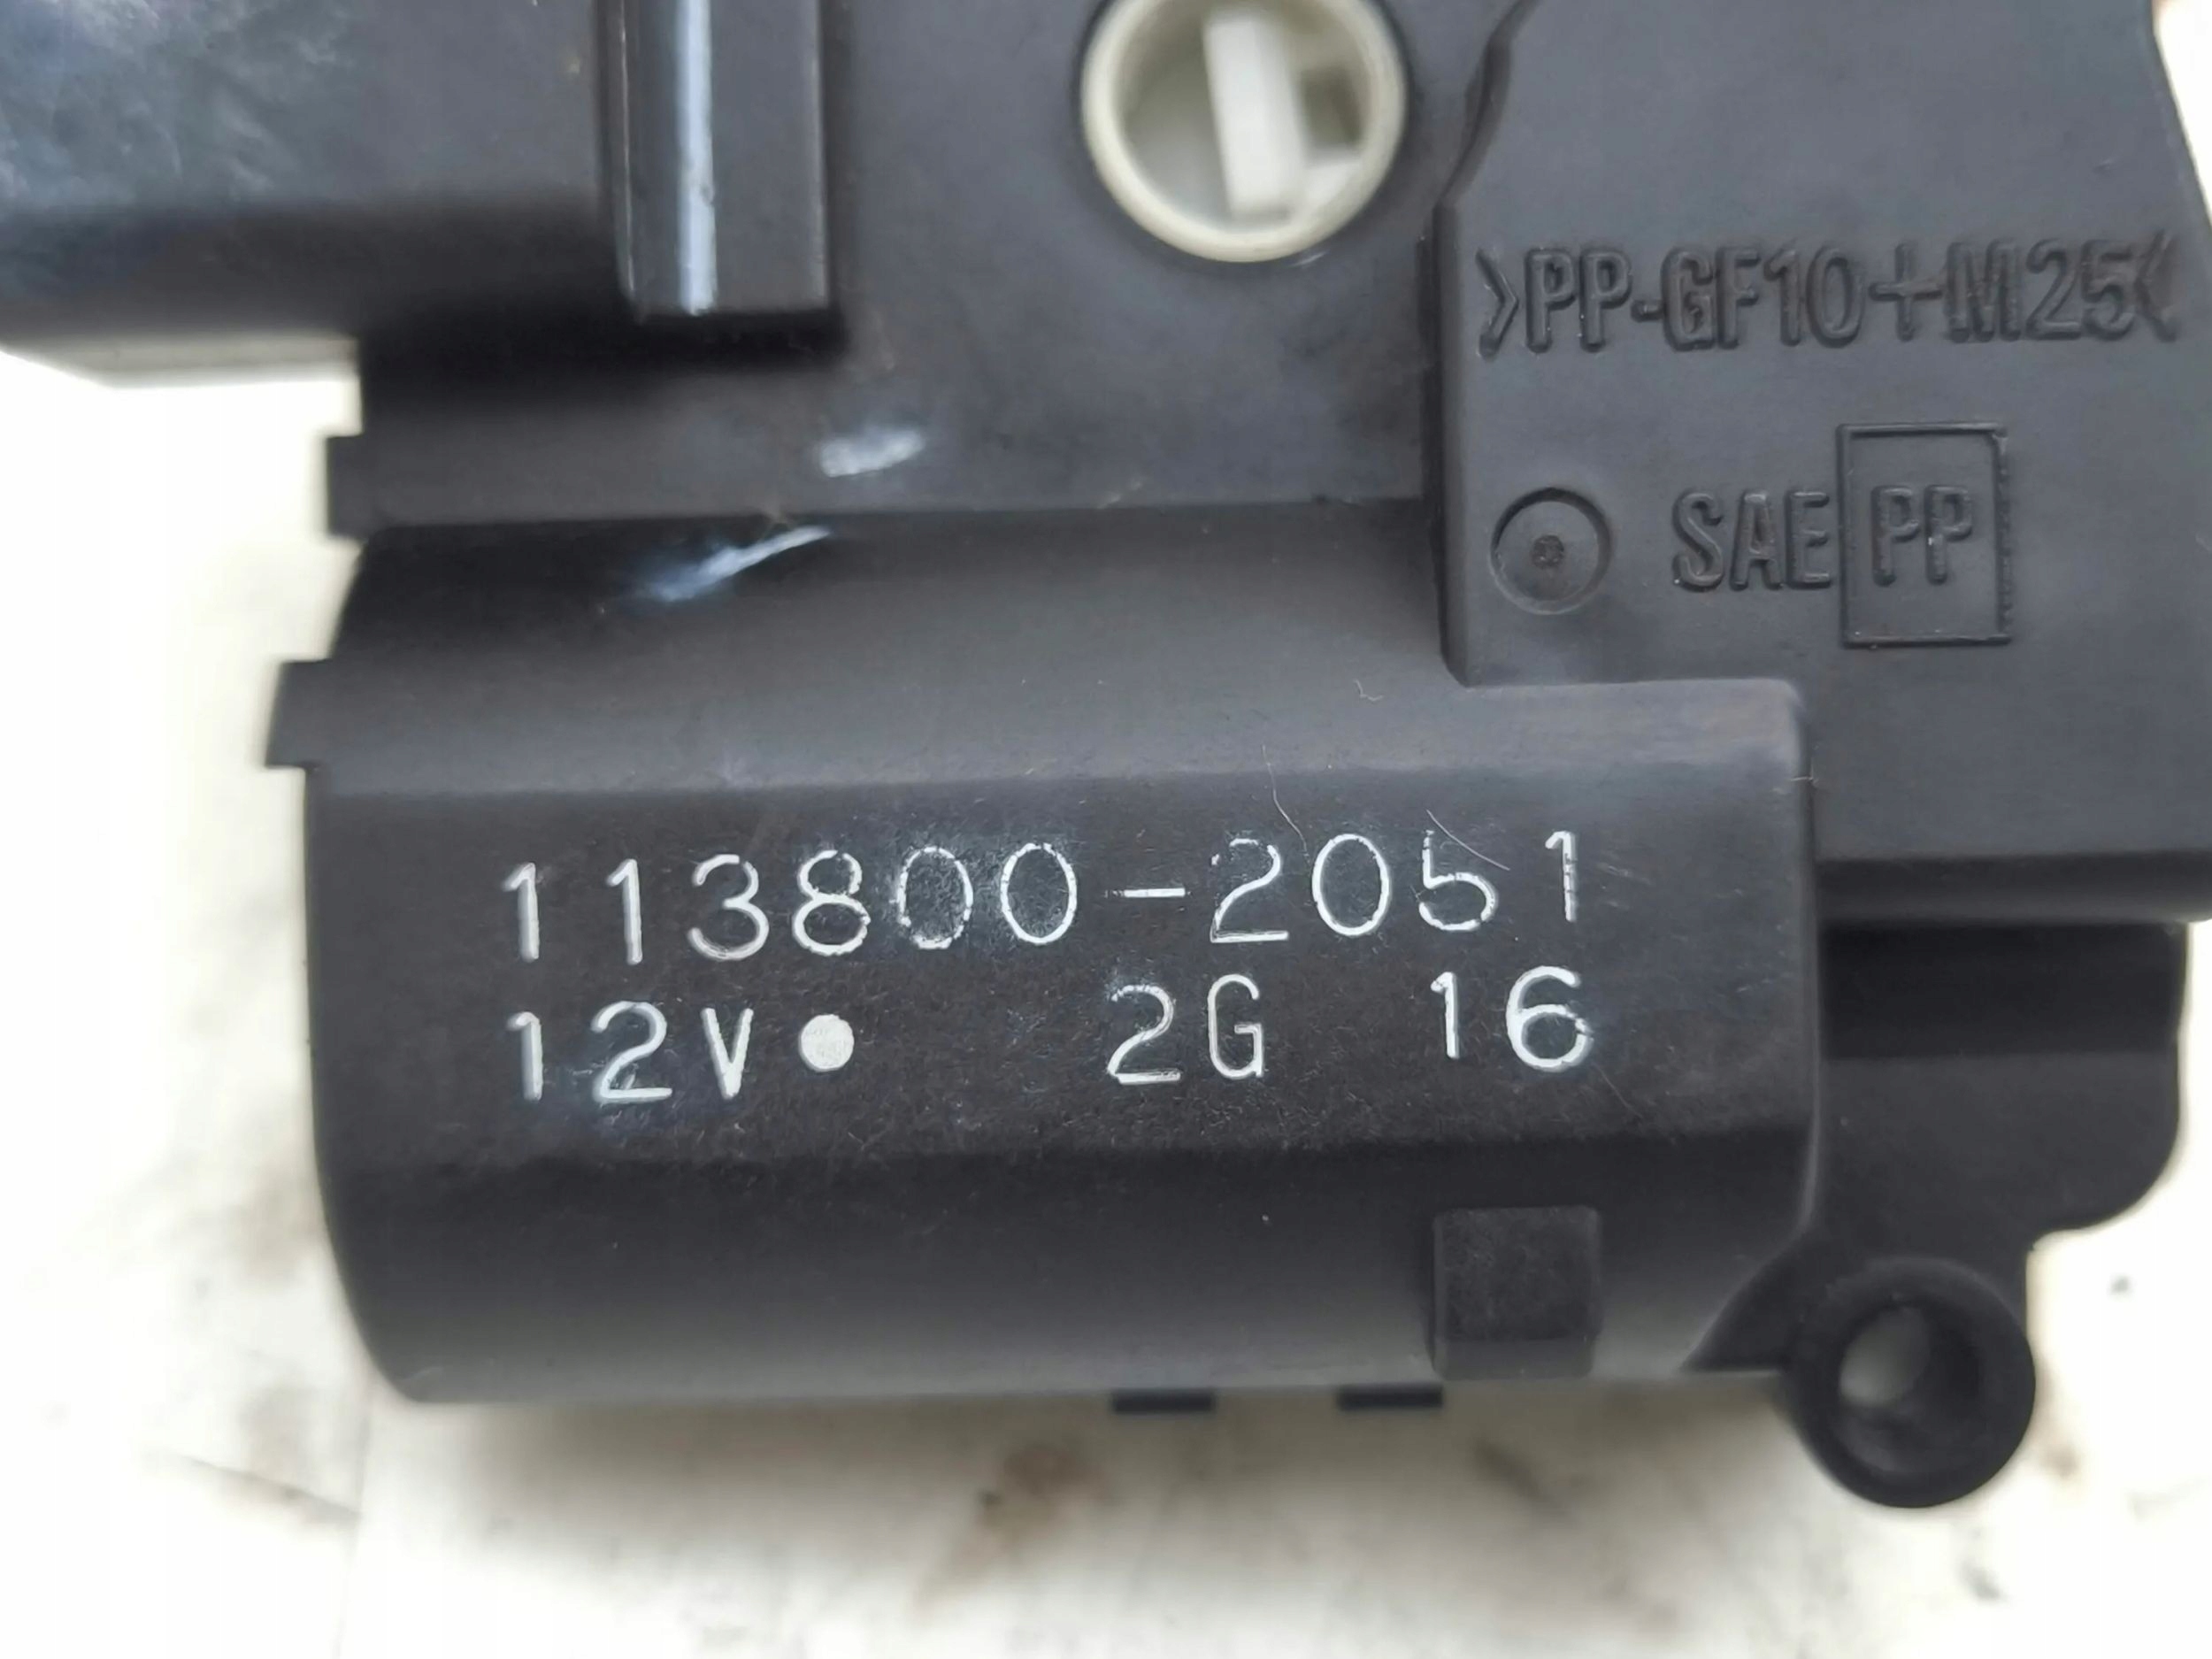 >PP-GF10+M25<
SAE PP
113800-2051
12V● 2G 16